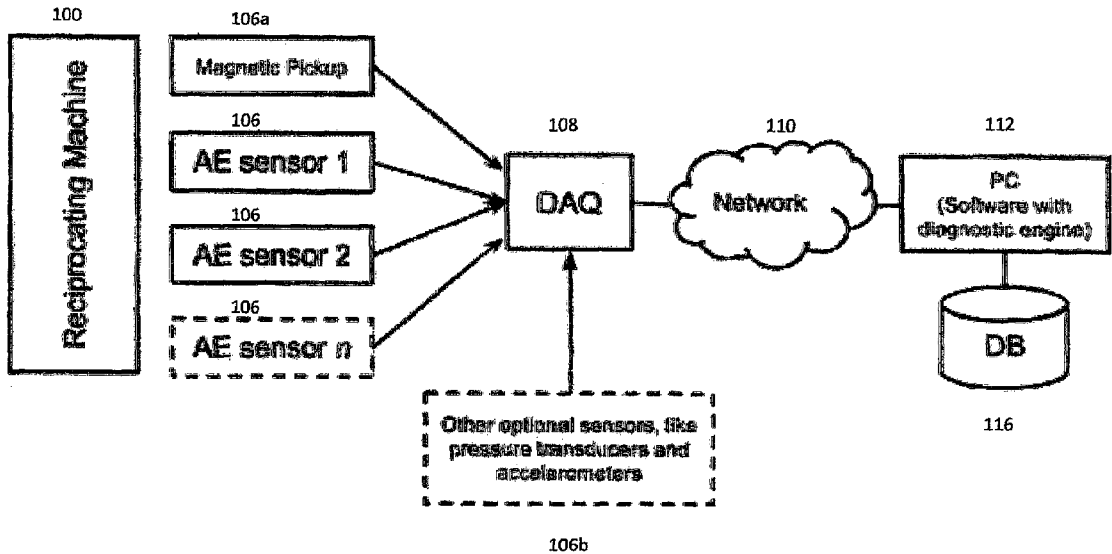 100
Reciprocating Machine
106a
Magnetic Pickup
106
AE sensor 1
106
AE sensor 2
106
AE sensor n
108
DAQ
110
Network
112
PC
(Software with
diagnostic engine)
DB
116
Other optional sensors, like
pressure transducers and
accelarometers
106b